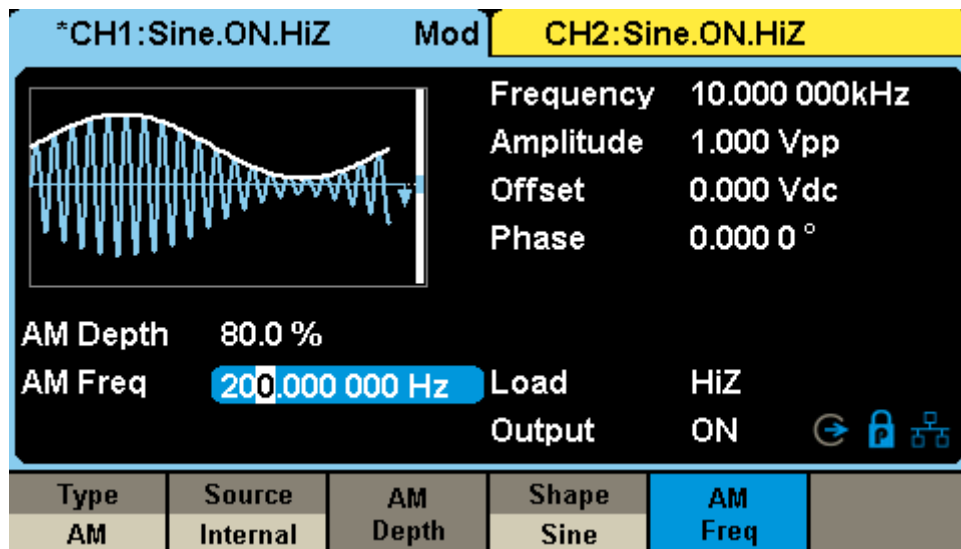 *CH1:Sine.ON.HiZ Mod CH2:Sine.ON.HiZ
Frequency 10.000 000kHz
Amplitude 1.000 Vpp
Offset 0.000 Vdc
Phase 0.000 0 °
AM Depth 80.0 %
AM Freq 200.000 000 Hz Load HiZ
Output ON
P
Type Source AM Shape AM
AM Internal Depth Sine Freq